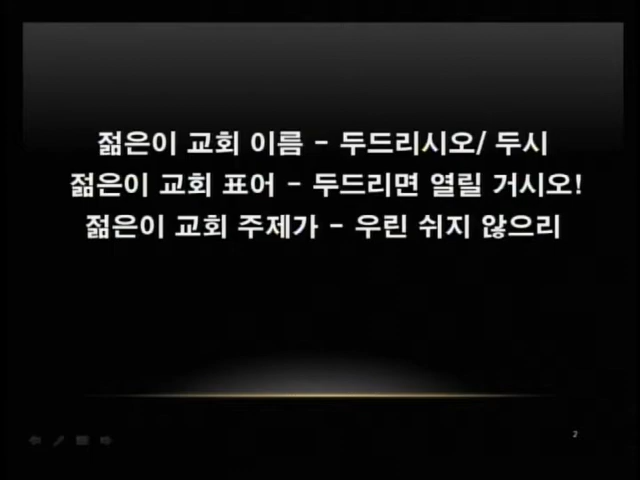 젊은이 교회 이름 - 두드리시오/ 두시
젊은이 교회 표어 - 두드리면 열릴 거시오!
젊은이 교회 주제가 - 우린 쉬지 않으리
2